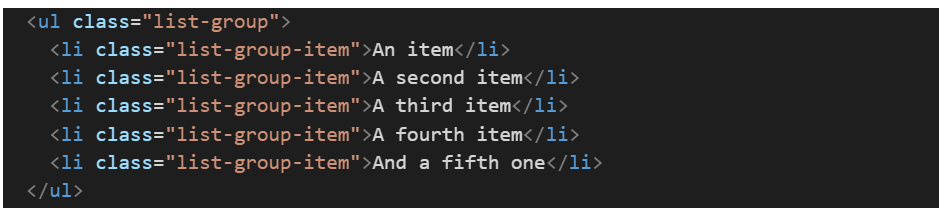 <ul class="list-group">
  <li class="list-group-item">An item</li>
  <li class="list-group-item">A second item</li>
  <li class="list-group-item">A third item</li>
  <li class="list-group-item">A fourth item</li>
  <li class="list-group-item">And a fifth one</li>
</ul>